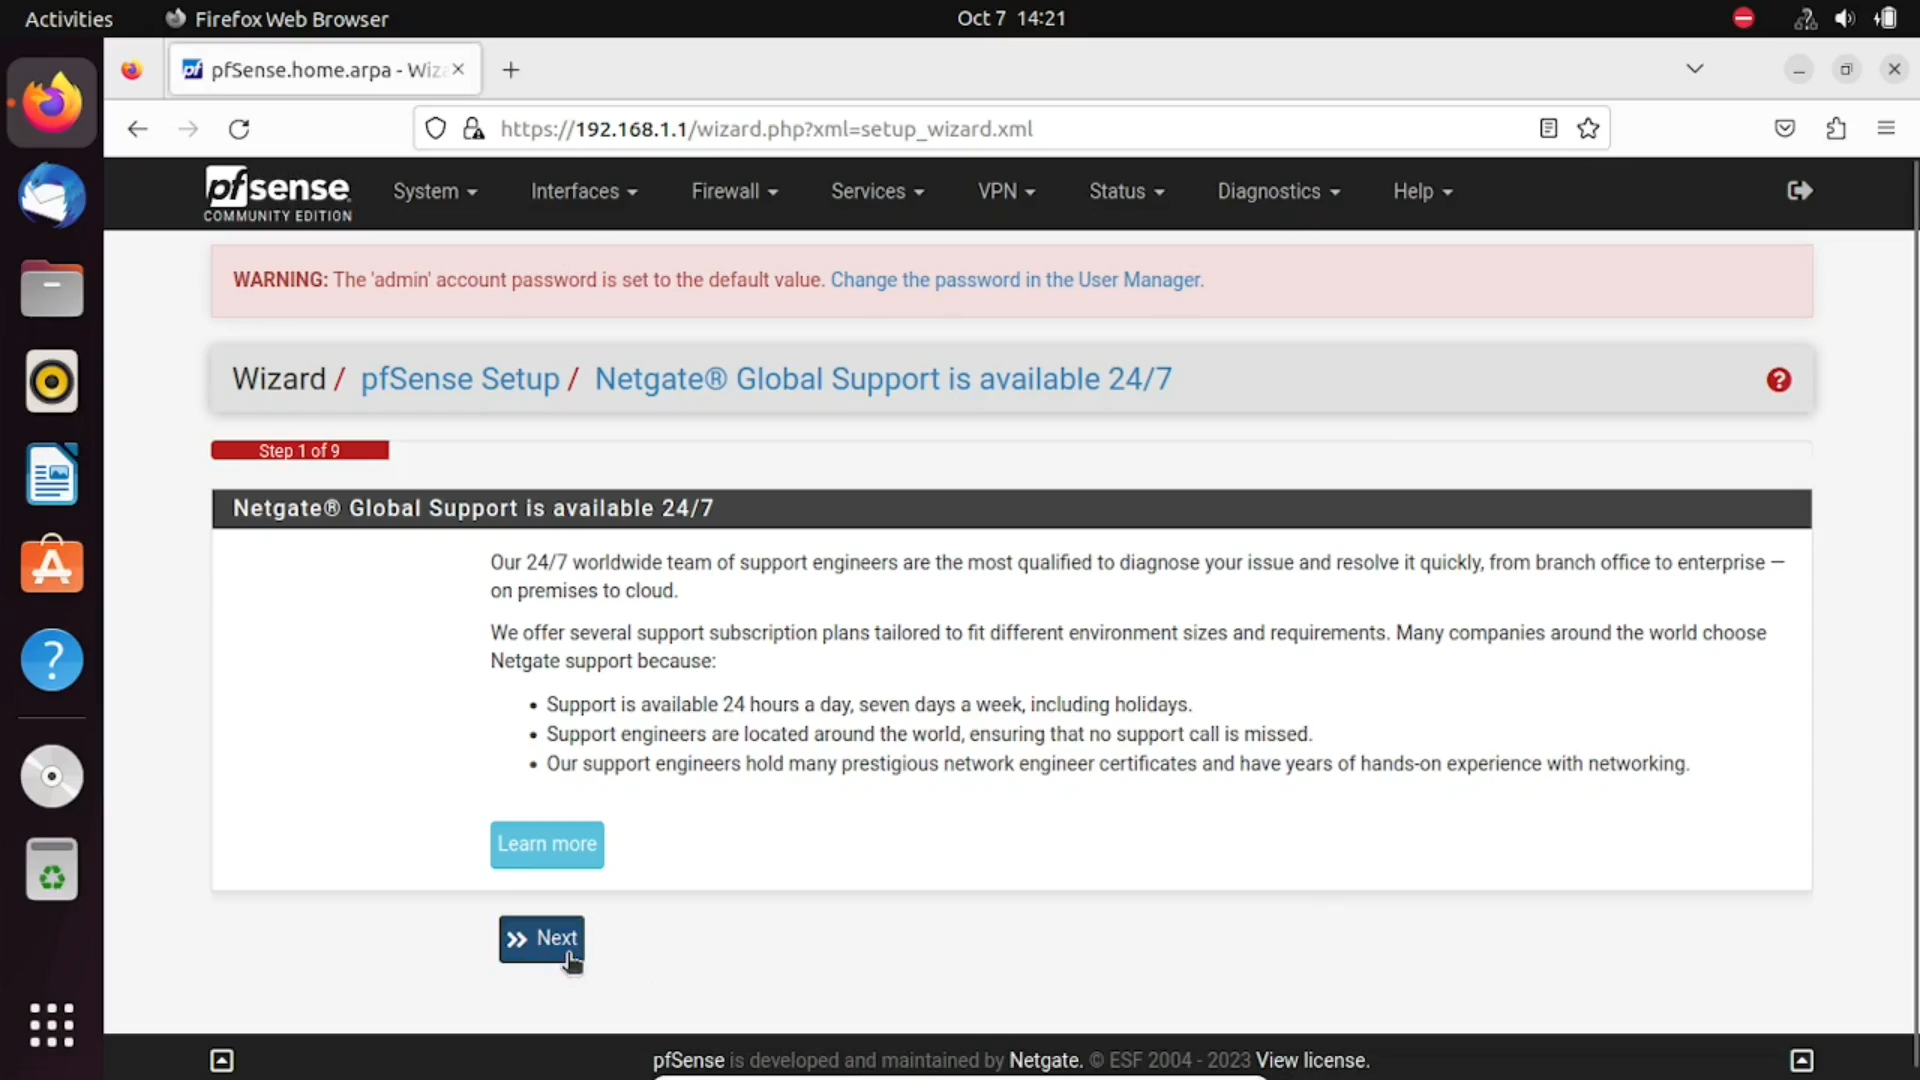 Activities Firefox Web Browser Oct 7 14:21
pfSense.home.arpa - Wiz
https://192.168.1.1/wizard.php?xml=setup_wizard.xml
pfsense
COMMUNITY EDITION
System Interfaces Firewall Services VPN Status Diagnostics Help
WARNING: The 'admin' account password is set to the default value. Change the password in the User Manager.
Wizard / pfSense Setup / Netgate® Global Support is available 24/7
Step 1 of 9
Netgate® Global Support is available 24/7
Our 24/7 worldwide team of support engineers are the most qualified to diagnose your issue and resolve it quickly, from branch office to enterprise —
on premises to cloud.
We offer several support subscription plans tailored to fit different environment sizes and requirements. Many companies around the world choose
Netgate support because:
• Support is available 24 hours a day, seven days a week, including holidays.
• Support engineers are located around the world, ensuring that no support call is missed.
• Our support engineers hold many prestigious network engineer certificates and have years of hands-on experience with networking.
Learn more
Next
pfSense is developed and maintained by Netgate. © ESF 2004 - 2023 View license.